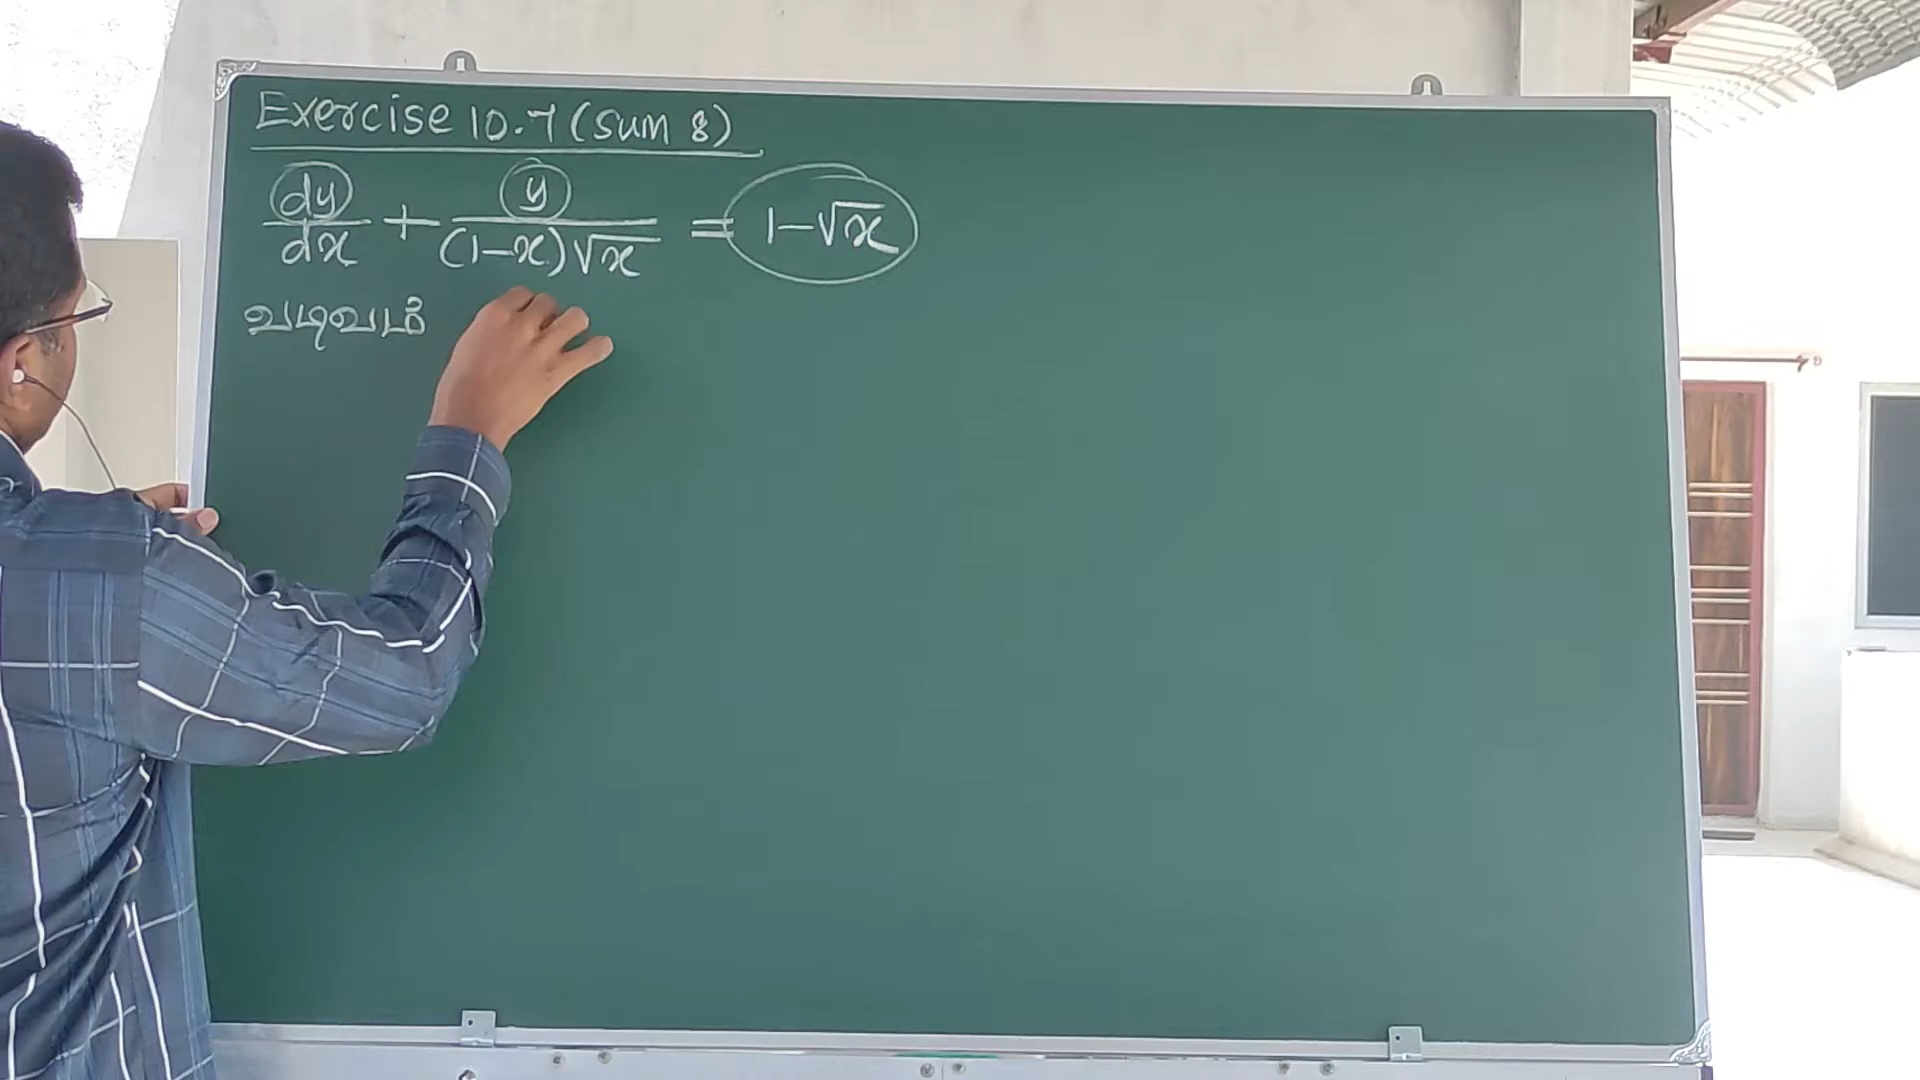 Exercise 10.7 (Sum 8)
dy/dx + y/((1-x)√x) = 1-√x
வடிவம்